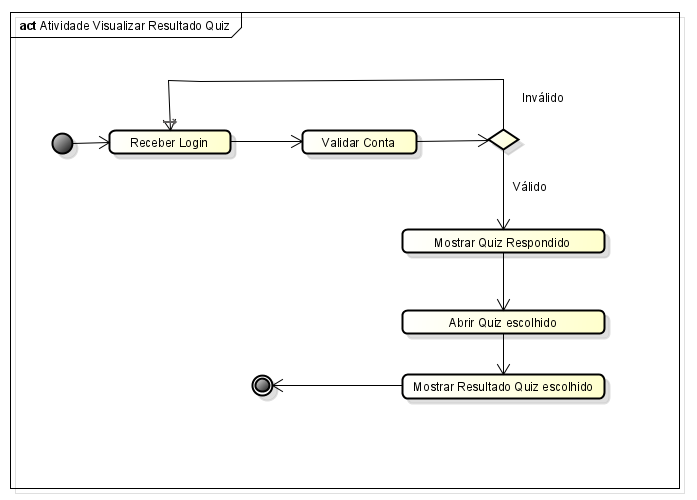 act Atividade Visualizar Resultado Quiz
Inválido
Receber Login
Validar Conta
Válido
Mostrar Quiz Respondido
Abrir Quiz escolhido
Mostrar Resultado Quiz escolhido